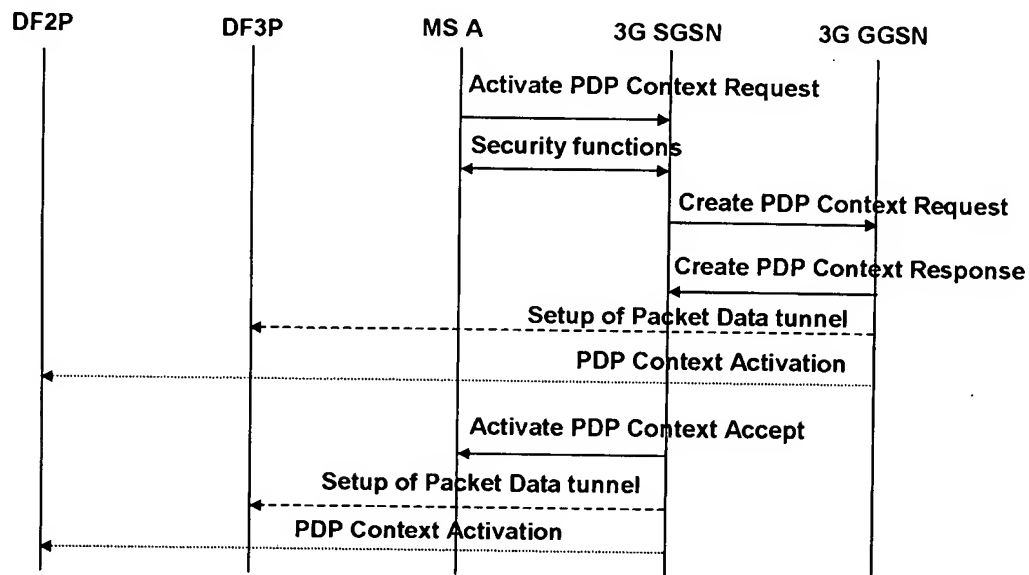 DF2P
DF3P
MS A
3G SGSN
3G GGSN
Activate PDP Context Request
Security functions
Create PDP Context Request
Create PDP Context Response
Setup of Packet Data tunnel
PDP Context Activation
Activate PDP Context Accept
Setup of Packet Data tunnel
PDP Context Activation